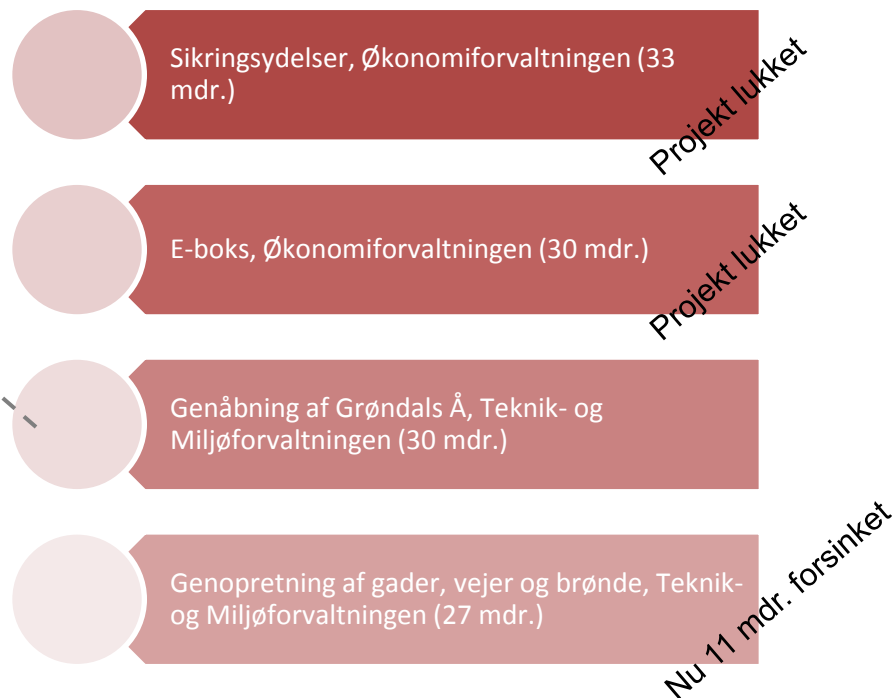 Sikringsydelser, Økonomiforvaltningen (33
mdr.)
Projekt lukket
E-boks, Økonomiforvaltningen (30 mdr.)
Projekt lukket
Genåbning af Grøndals Å, Teknik- og
Miljøforvaltningen (30 mdr.)
Genopretning af gader, vejer og brønde, Teknik-
og Miljøforvaltningen (27 mdr.)
Nu 11 mdr. forsinket